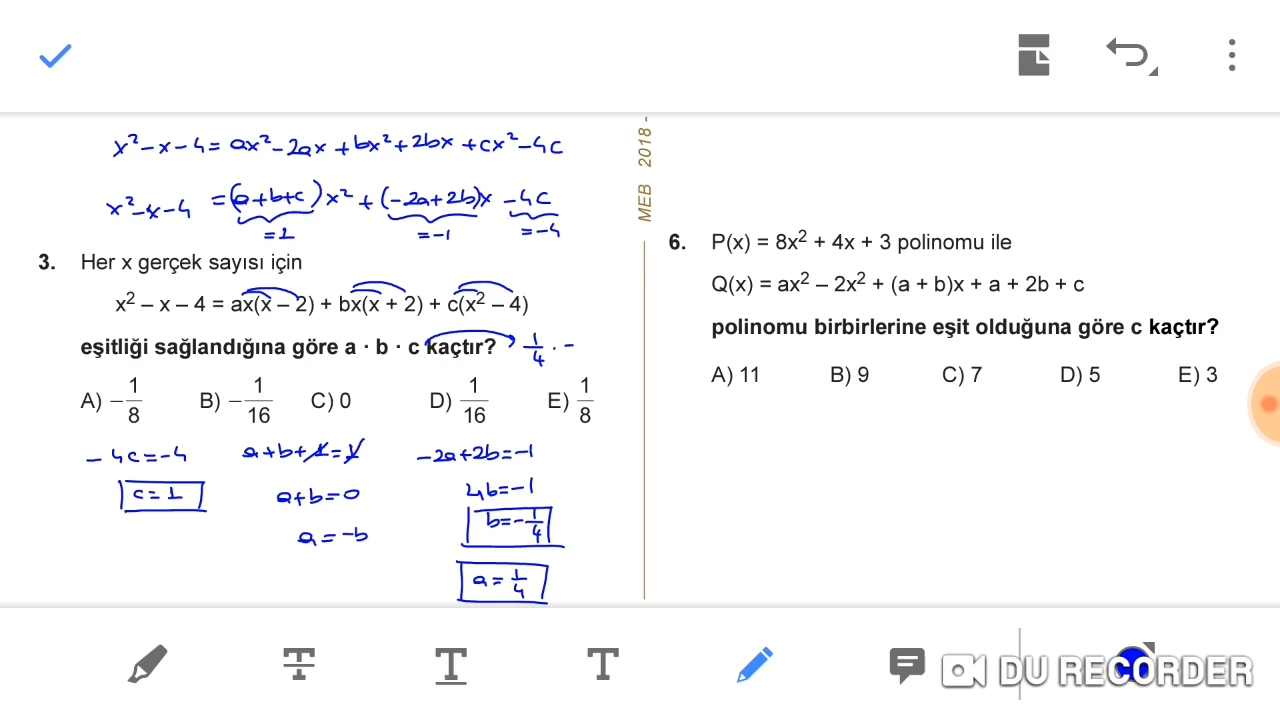 x² – x – 4 = ax² – 2ax + bx² + 2bx + cx² – 4c
x² – x – 4 = (a+b+c)x² + (–2a+2b)x – 4c
=1 =–1 =–4
3. Her x gerçek sayısı için
x² – x – 4 = ax(x – 2) + bx(x + 2) + c(x² – 4)
eşitliği sağlandığına göre a · b · c kaçtır? 1/4 · –
A) –1/8 B) –1/16 C) 0 D) 1/16 E) 1/8
– 4c = –4 a+b+1=1 –2a+2b=–1
c = 1 a+b=0 4b=–1
a = –b b=–1/4
a = 1/4
MEB 2018 -
6. P(x) = 8x² + 4x + 3 polinomu ile
Q(x) = ax² – 2x² + (a + b)x + a + 2b + c
polinomu birbirlerine eşit olduğuna göre c kaçtır?
A) 11 B) 9 C) 7 D) 5 E) 3
T T T
DU RECORDER